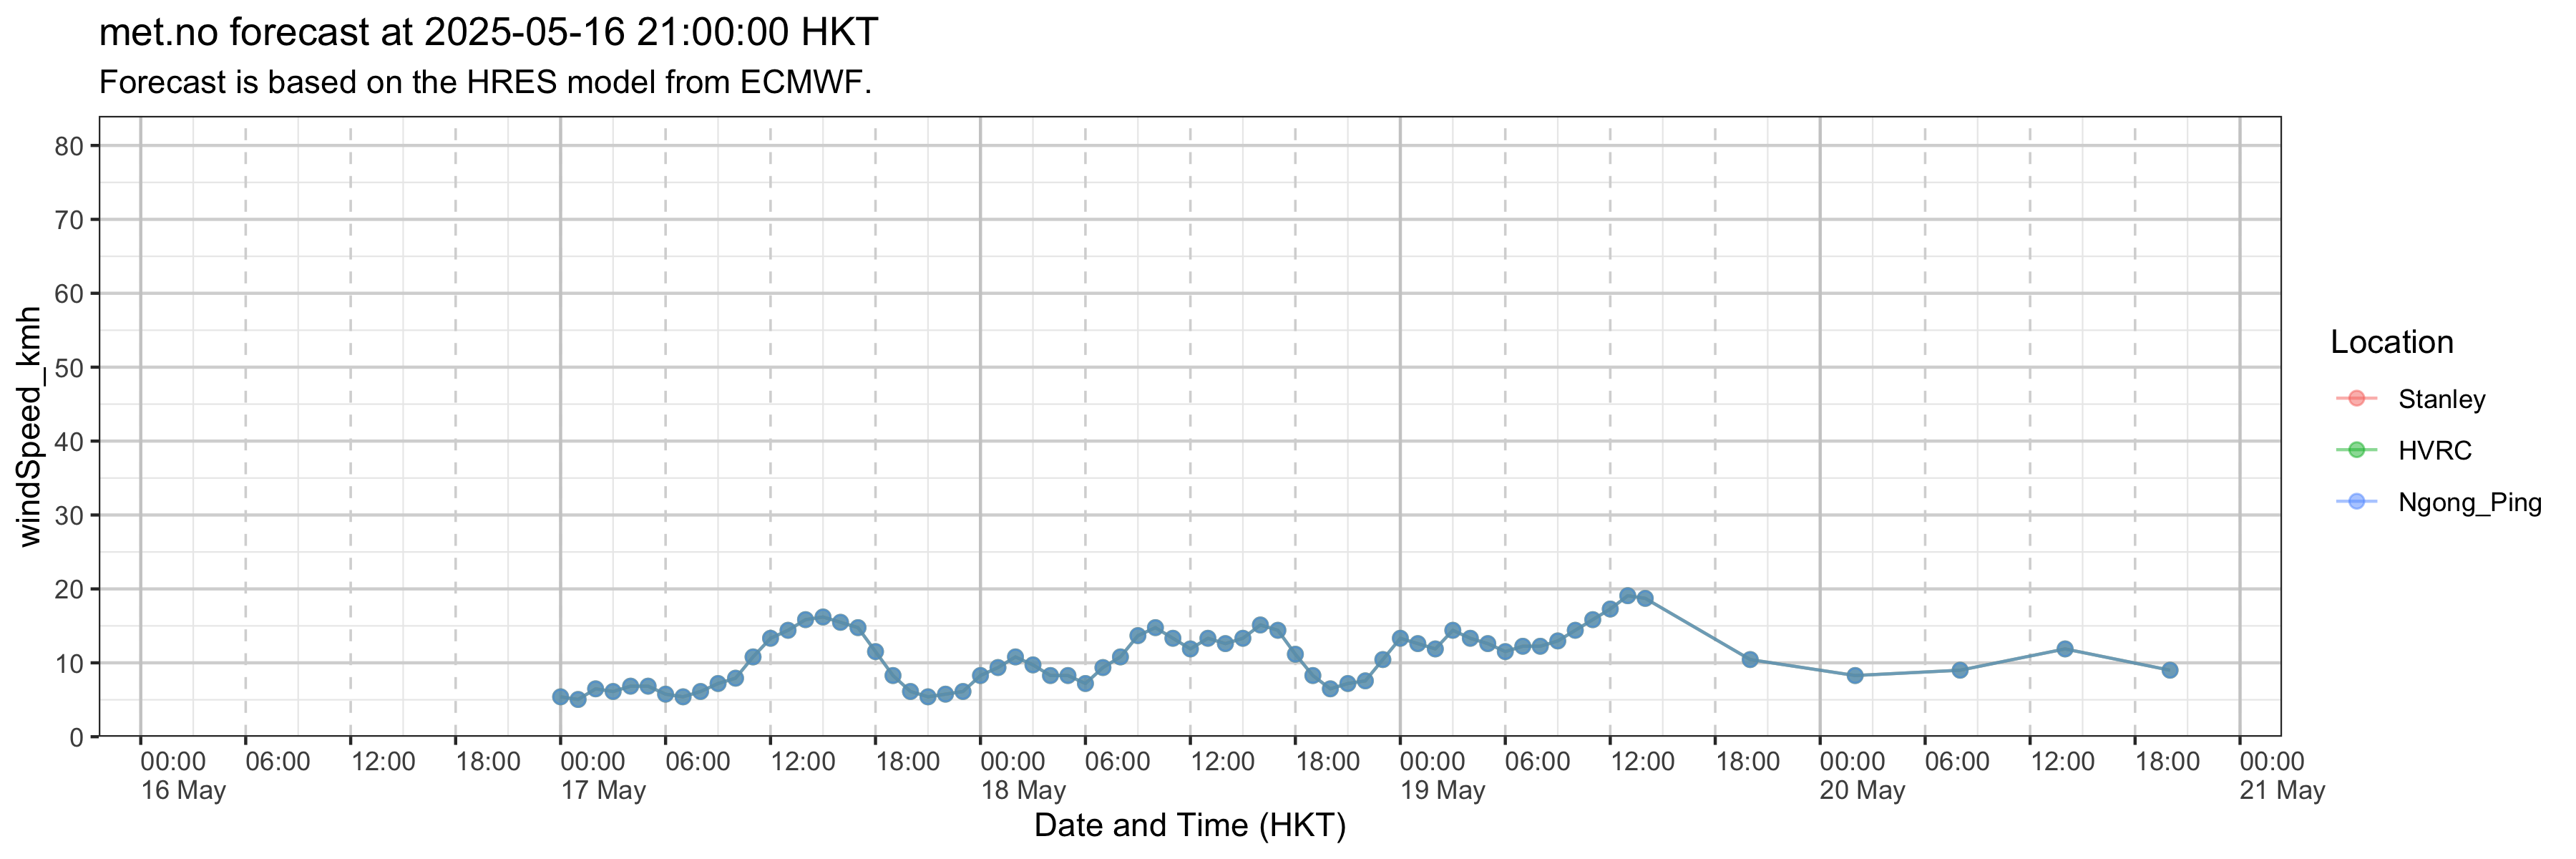 met.no forecast at 2025-05-16 21:00:00 HKT
Forecast is based on the HRES model from ECMWF.
windSpeed_kmh
80
70
60
50
40
30
20
10
0
00:00 06:00 12:00 18:00 00:00 06:00 12:00 18:00 00:00 06:00 12:00 18:00 00:00 06:00 12:00 18:00 00:00 06:00 12:00 18:00 00:00
16 May 17 May 18 May 19 May 20 May 21 May
Date and Time (HKT)
Location
Stanley
HVRC
Ngong_Ping